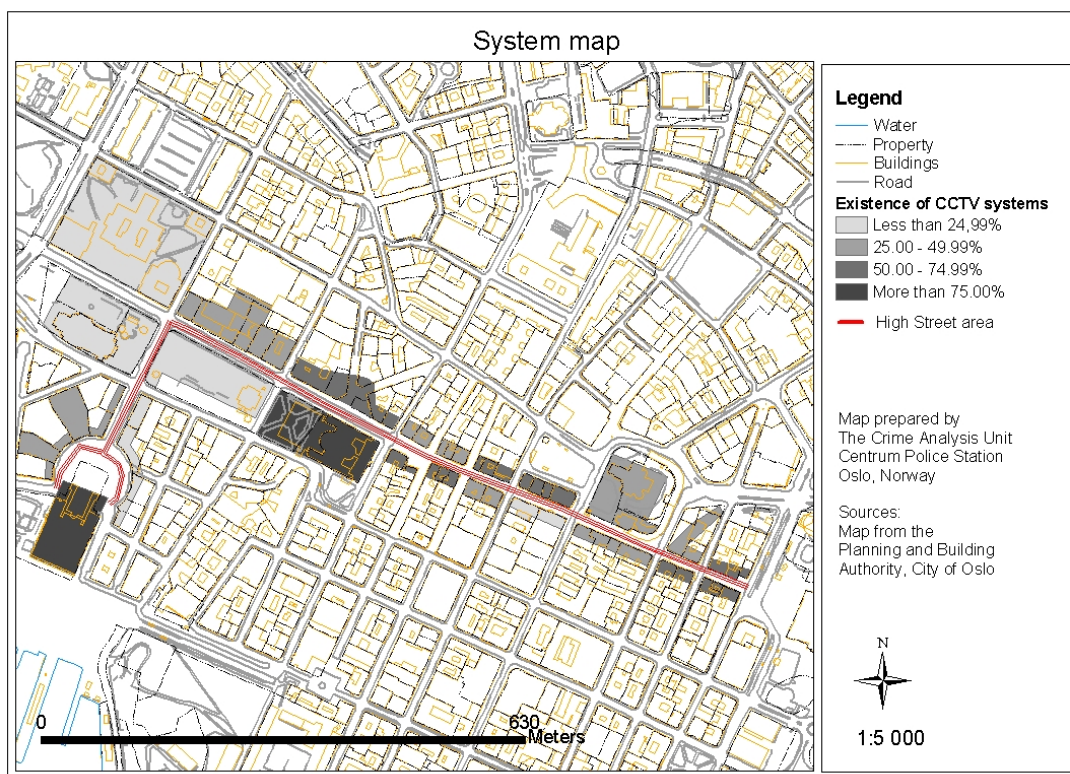 System map
Legend
Water
Property
Buildings
Road
Existence of CCTV systems
Less than 24,99%
25.00 - 49.99%
50.00 - 74.99%
More than 75.00%
High Street area
Map prepared by
The Crime Analysis Unit
Centrum Police Station
Oslo, Norway
Sources:
Map from the
Planning and Building
Authority, City of Oslo
N
1:5 000
0 630
Meters